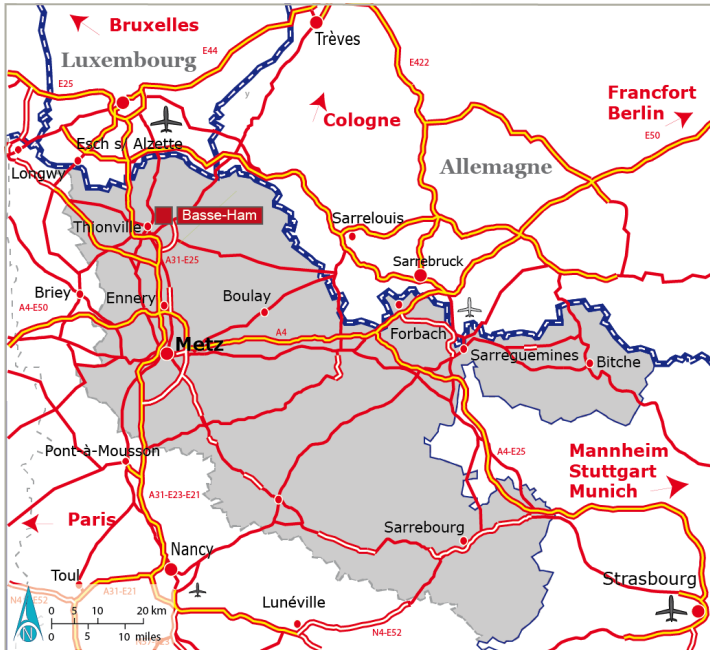 Bruxelles
Trèves
E44
Luxembourg
E422
E25
Francfort
Berlin
y
Cologne
E50
Esch s/ Alzette
Allemagne
Longwy
Basse-Ham
Thionville
Sarrelouis
A31-E25
Sarrebruck
Briey
Ennery
Boulay
A4-E50
Forbach
A4
Metz
Sarreguemines
Bitche
Pont-à-Mousson
A4-E25
Mannheim
Stuttgart
Munich
A31-E23-E21
Paris
Sarrebourg
Nancy
Toul
Strasbourg
A31-E21
N4-E52
0 5 10 20 km
Lunéville
0 5 10 miles
N
N4-E52